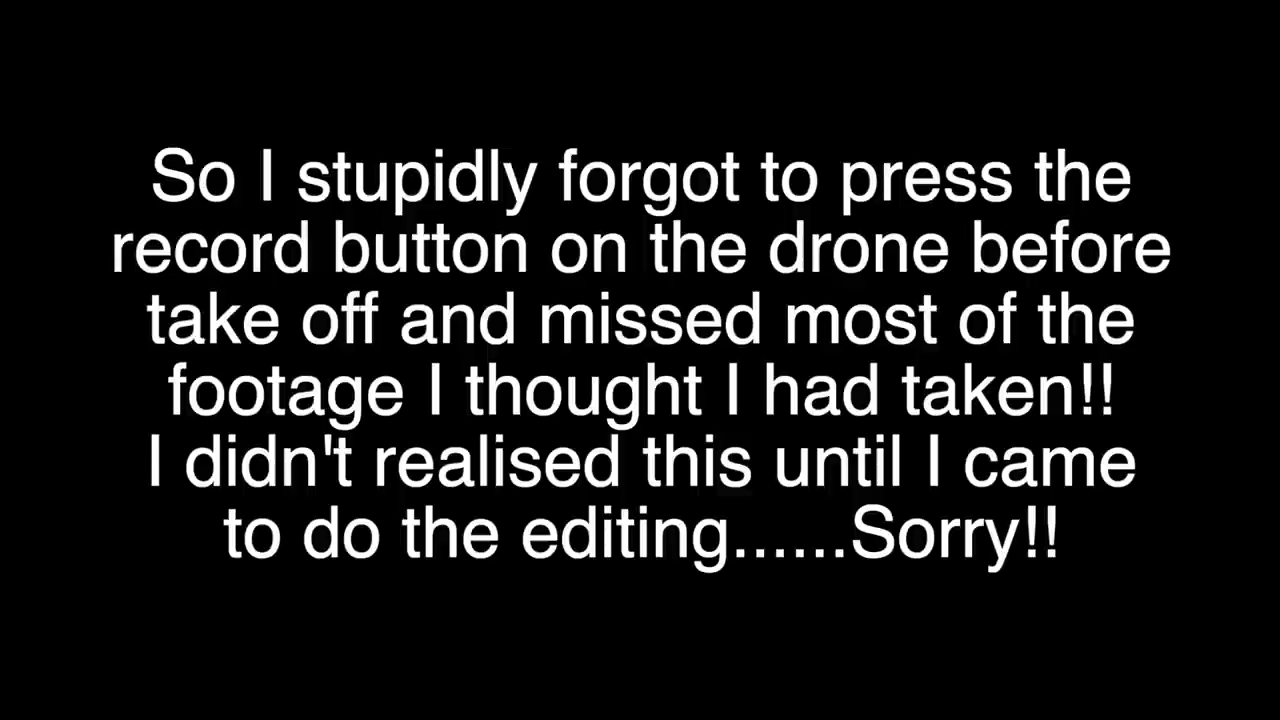 So I stupidly forgot to press the
record button on the drone before
take off and missed most of the
footage I thought I had taken!!
I didn't realised this until I came
to do the editing......Sorry!!